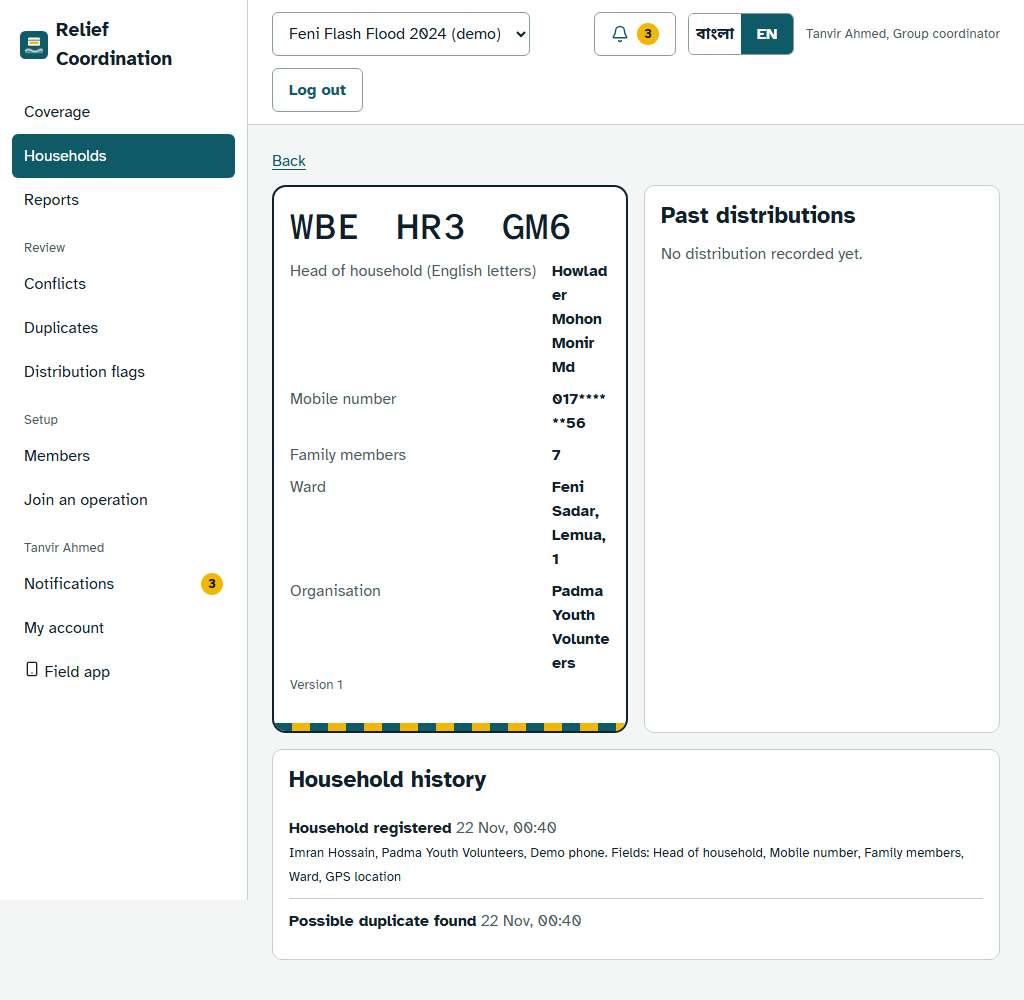 Relief
Coordination
Feni Flash Flood 2024 (demo)
3
বাংলা
EN
Tanvir Ahmed, Group coordinator
Log out
Coverage
Households
Reports
Review
Conflicts
Duplicates
Distribution flags
Setup
Members
Join an operation
Tanvir Ahmed
Notifications
3
My account
Field app
Back
WBE HR3 GM6
Head of household (English letters)
Howlad
er
Mohon
Monir
Md
Mobile number
017****
**56
Family members
7
Ward
Feni
Sadar,
Lemua,
1
Organisation
Padma
Youth
Volunte
ers
Version 1
Past distributions
No distribution recorded yet.
Household history
Household registered 22 Nov, 00:40
Imran Hossain, Padma Youth Volunteers, Demo phone. Fields: Head of household, Mobile number, Family members,
Ward, GPS location
Possible duplicate found 22 Nov, 00:40